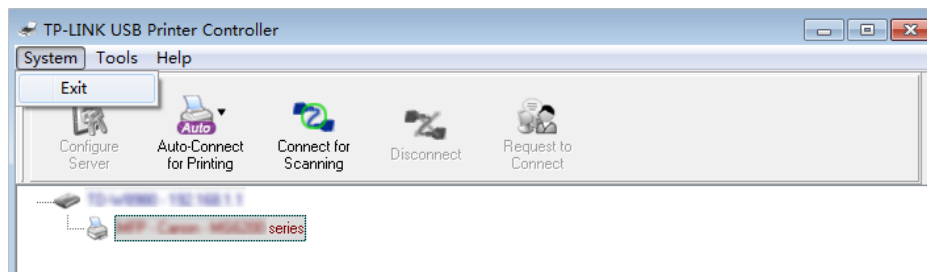 TP-LINK USB Printer Controller
System Tools Help
Exit
Auto
Configure Server
Auto-Connect for Printing
Connect for Scanning
Disconnect
Request to Connect
series